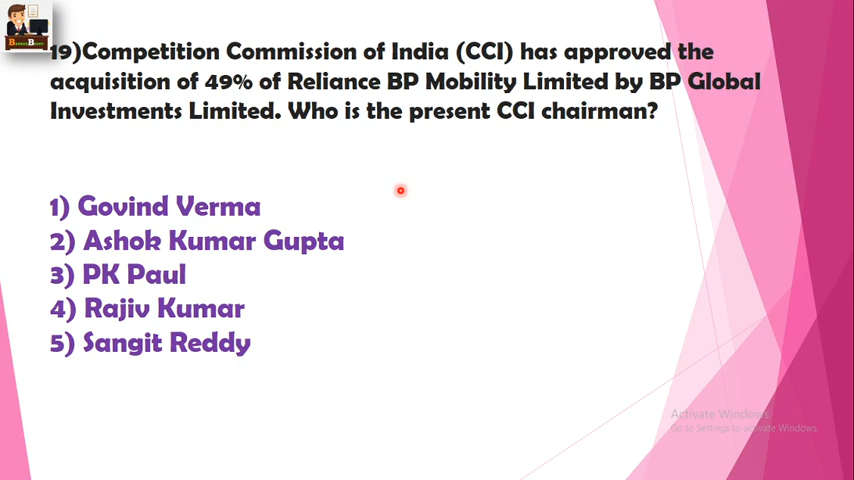 19)Competition Commission of India (CCI) has approved the
acquisition of 49% of Reliance BP Mobility Limited by BP Global
Investments Limited. Who is the present CCI chairman?
1) Govind Verma
2) Ashok Kumar Gupta
3) PK Paul
4) Rajiv Kumar
5) Sangit Reddy
Activate Windows
Go to Settings to activate Windows.